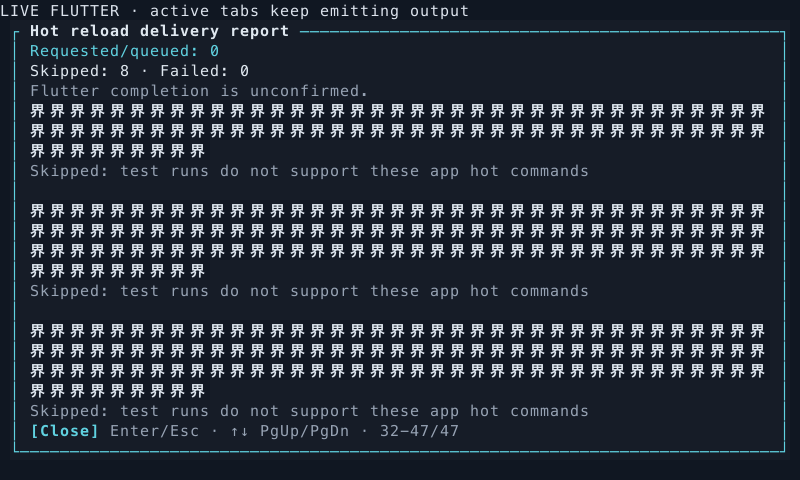 LIVE FLUTTER · active tabs keep emitting output
Hot reload delivery report
Requested/queued: 0
Skipped: 8 · Failed: 0
Flutter completion is unconfirmed.
界界界界界界界界界界界界界界界界界界界界界界界界界界界界界界界界界界界界界
界界界界界界界界界界界界界界界界界界界界界界界界界界界界界界界界界界界界界
界界界界界界界界界
Skipped: test runs do not support these app hot commands
界界界界界界界界界界界界界界界界界界界界界界界界界界界界界界界界界界界界界
界界界界界界界界界界界界界界界界界界界界界界界界界界界界界界界界界界界界界
界界界界界界界界界界界界界界界界界界界界界界界界界界界界界界界界界界界界界
界界界界界界界界界
Skipped: test runs do not support these app hot commands
界界界界界界界界界界界界界界界界界界界界界界界界界界界界界界界界界界界界界
界界界界界界界界界界界界界界界界界界界界界界界界界界界界界界界界界界界界界
界界界界界界界界界界界界界界界界界界界界界界界界界界界界界界界界界界界界界
界界界界界界界界界
Skip: test runs do not support these appot commands
[Close] Enter/Esc · ↑ PgUp/PgDn · 32–47/47